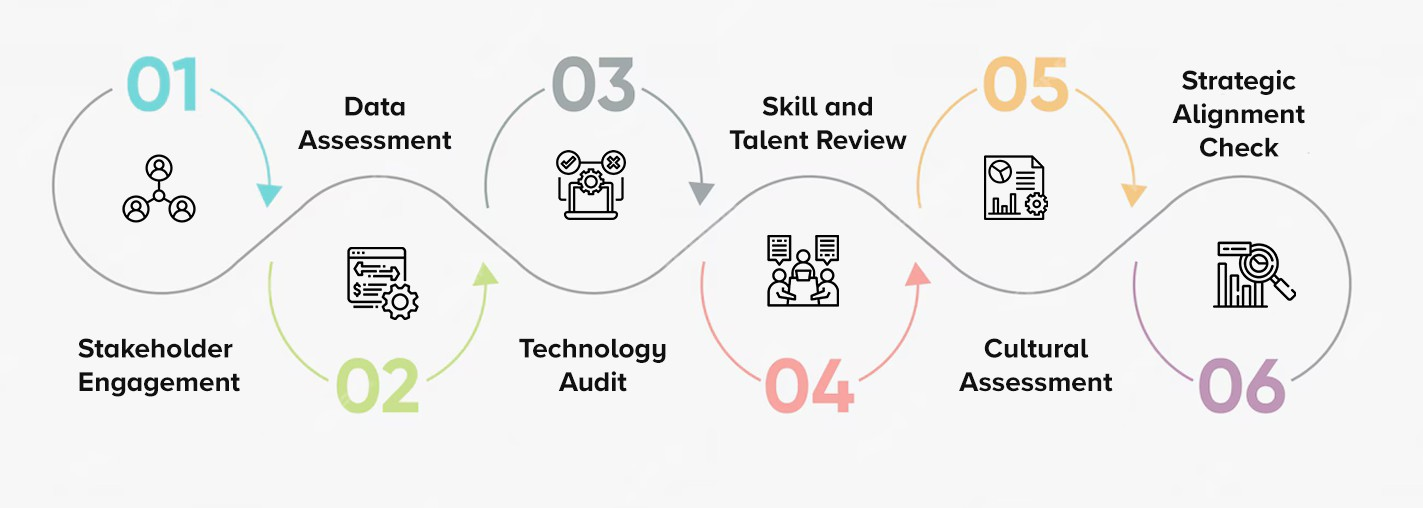 01
Stakeholder
Engagement
Data
Assessment
02
03
Technology
Audit
Skill and
Talent Review
04
05
Cultural
Assessment
Strategic
Alignment
Check
06